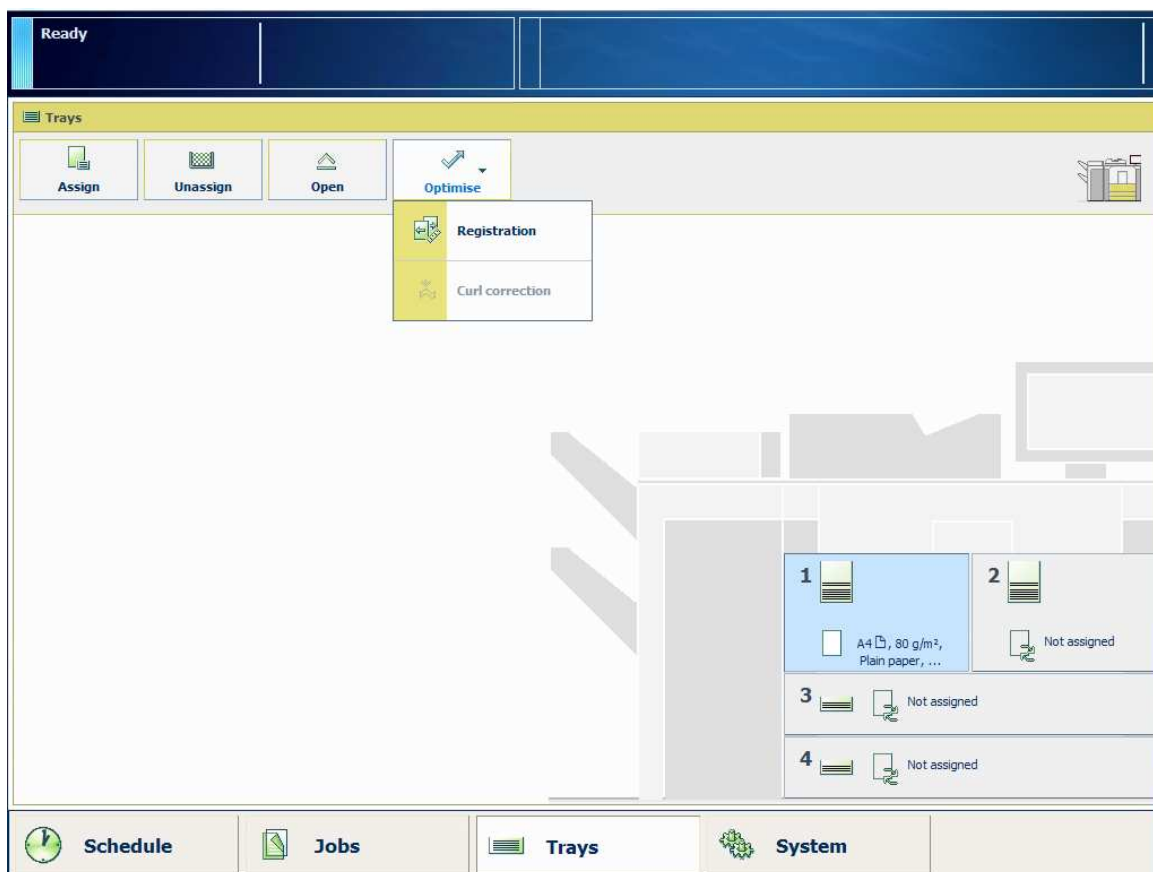 Ready
Trays
Assign
Unassign
Open
Optimise
Registration
Curl correction
1
A4 , 80 g/m²,
Plain paper, ...
2
Not assigned
3
Not assigned
4
Not assigned
Schedule
Jobs
Trays
System